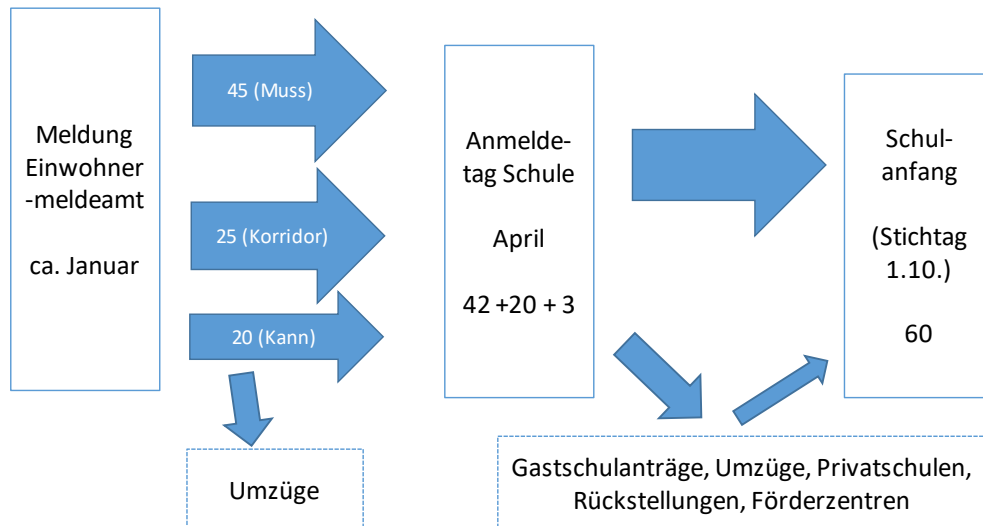 Meldung
Einwohner
-meldeamt
ca. Januar
45 (Muss)
25 (Korridor)
20 (Kann)
Umzüge
Anmelde-
tag Schule
April
42 +20 + 3
Gastschulanträge, Umzüge, Privatschulen,
Rückstellungen, Förderzentren
Schul-
anfang
(Stichtag
1.10.)
60